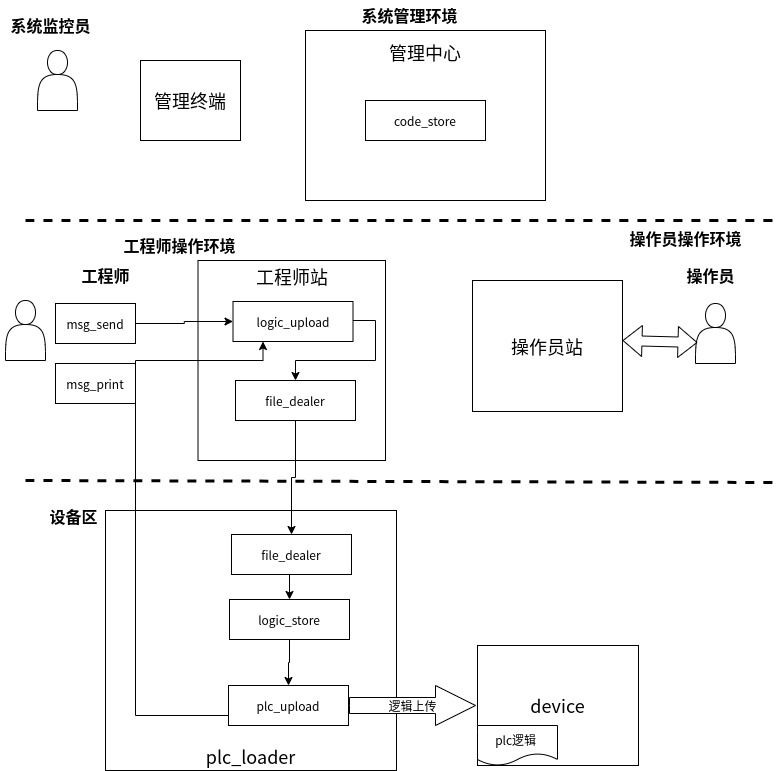 系统监控员
系统管理环境
管理中心
管理终端
code_store
工程师操作环境
操作员操作环境
工程师
工程师站
操作员
msg_send
logic_upload
操作员站
msg_print
file_dealer
设备区
file_dealer
logic_store
plc_upload
逻辑上传
device
plc逻辑
plc_loader